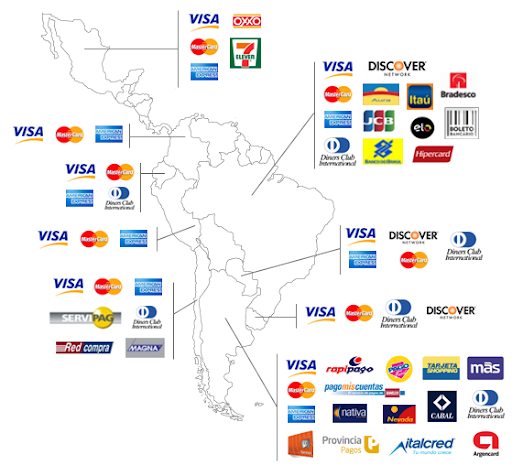 VISA
OXXO
MasterCard
7 ELEVEN
AMERICAN EXPRESS
VISA
DISCOVER NETWORK
MasterCard
Aura
Itaú
Bradesco
AMERICAN EXPRESS
JCB
elo
BOLETO BANCARIO
Diners Club International
BANCO DO BRASIL
Hipercard
VISA
MasterCard
AMERICAN EXPRESS
VISA
MasterCard
AMERICAN EXPRESS
Diners Club International
VISA
MasterCard
AMERICAN EXPRESS
VISA
DISCOVER NETWORK
Diners Club International
AMERICAN EXPRESS
MasterCard
VISA
MasterCard
AMERICAN EXPRESS
SERVIPAG
Diners Club International
Red compra
MAGNA
VISA
MasterCard
Diners Club International
DISCOVER NETWORK
VISA
rapipago
pago
TARJETA SHOPPING
más
MasterCard
pagomiscuentas
AMERICAN EXPRESS
nativa
Nevada
CABAL
Diners Club International
Provincia Pagos
italcred
Tu mundo crece
Argencard